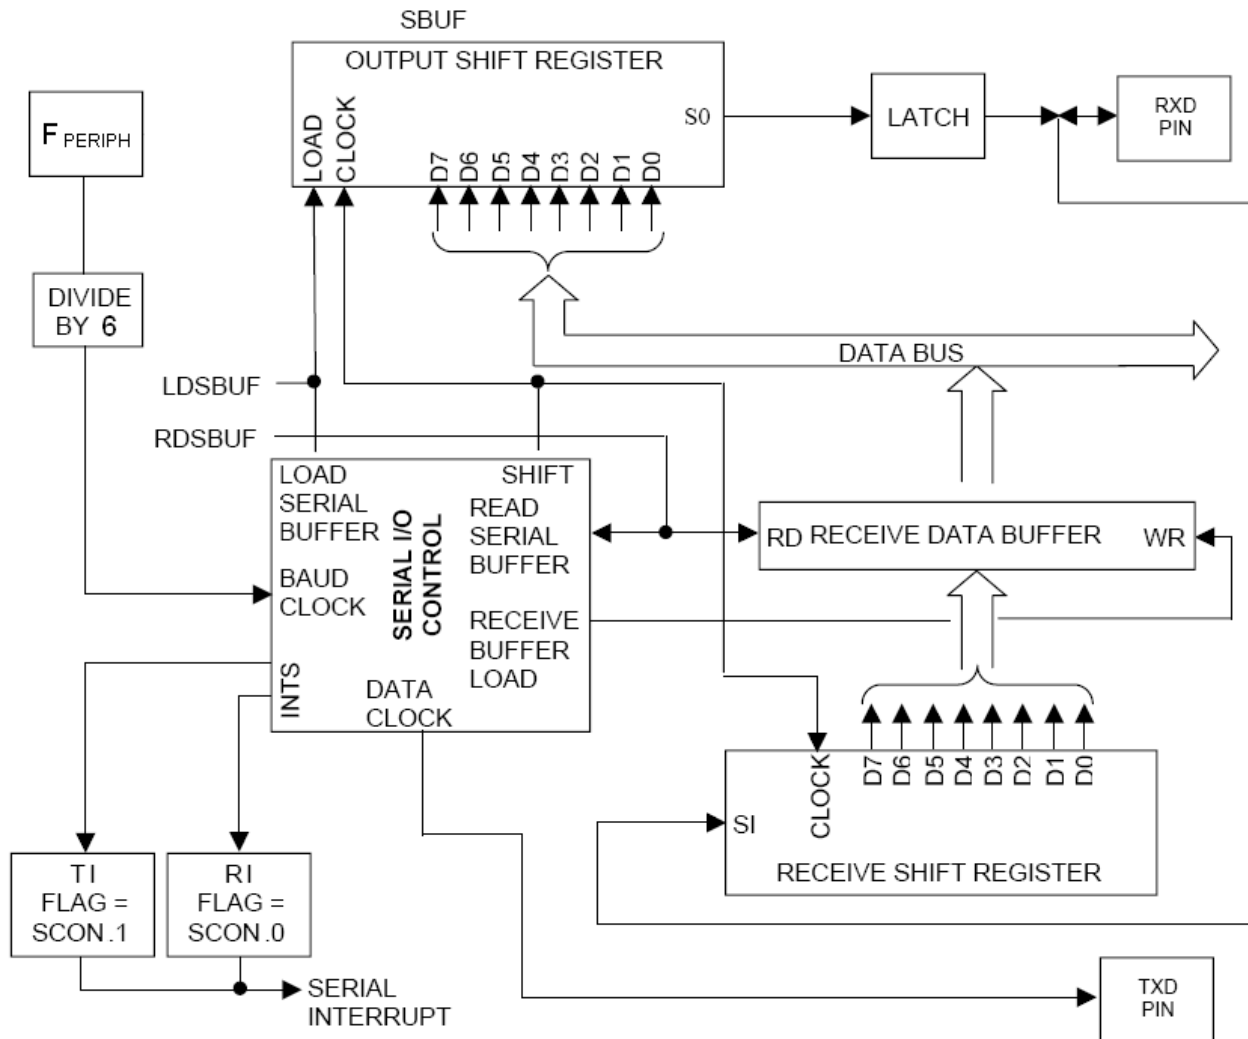 SBUF
OUTPUT SHIFT REGISTER
LOAD
CLOCK
D7
D6
D5
D4
D3
D2
D1
D0
S0
LATCH
RXD
PIN
F PERIPH
DIVIDE
BY 6
DATA BUS
LDSBUF
RDSBUF
LOAD
SERIAL
BUFFER
SHIFT
READ
SERIAL
BUFFER
BAUD
CLOCK
SERIAL I/O
CONTROL
RECEIVE
BUFFER
LOAD
INTS
DATA
CLOCK
RD
RECEIVE DATA BUFFER
WR
D7
D6
D5
D4
D3
D2
D1
D0
CLOCK
SI
RECEIVE SHIFT REGISTER
TI
FLAG =
SCON.1
RI
FLAG =
SCON.0
SERIAL
INTERRUPT
TXD
PIN